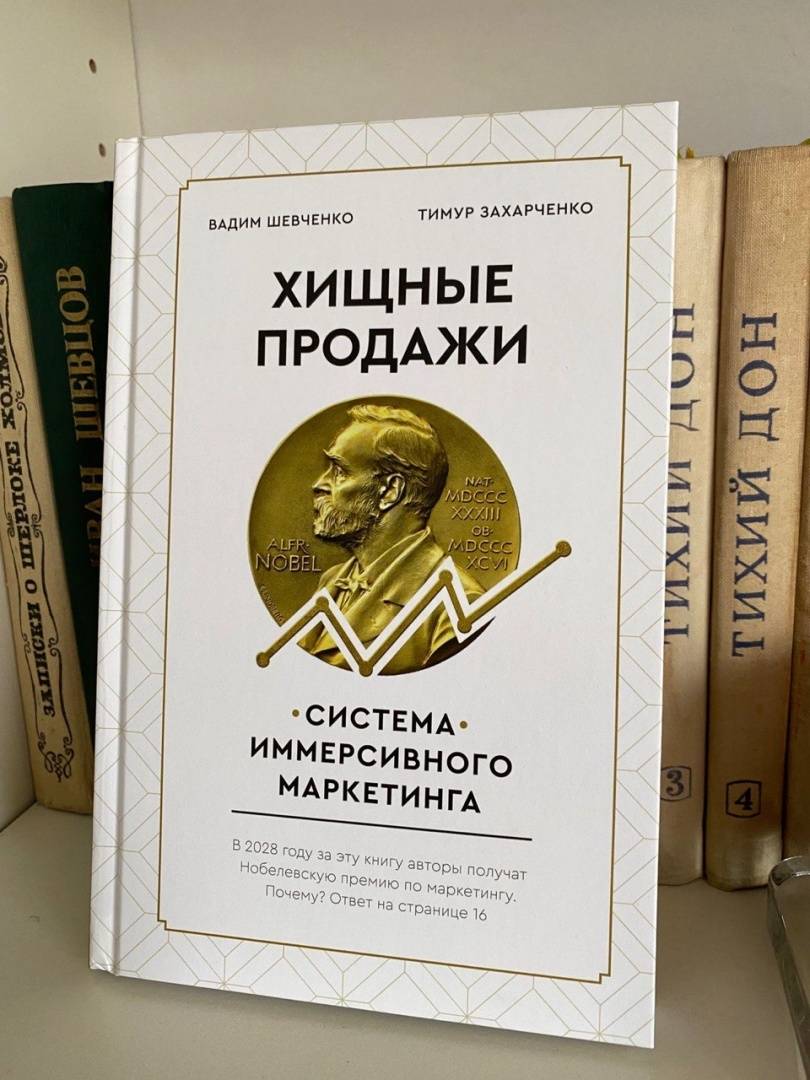 ВАДИМ ШЕВЧЕНКО
ТИМУР ЗАХАРЧЕНКО
ХИЩНЫЕ
ПРОДАЖИ
ALFR·
NOBEL
NAT·
MDCCC
XXXIII
OB·
MDCCC
XCVI
•СИСТЕМА•
ИММЕРСИВНОГО
МАРКЕТИНГА
В 2028 году за эту книгу авторы получат
Нобелевскую премию по маркетингу.
Почему? Ответ на странице 16
ЗАПИСКИ О ШЕРЛОКЕ ХОЛМС
ИВАН ШЕВЦОВ
ТИХИЙ ДОН
3
ТИХИЙ ДОН
4